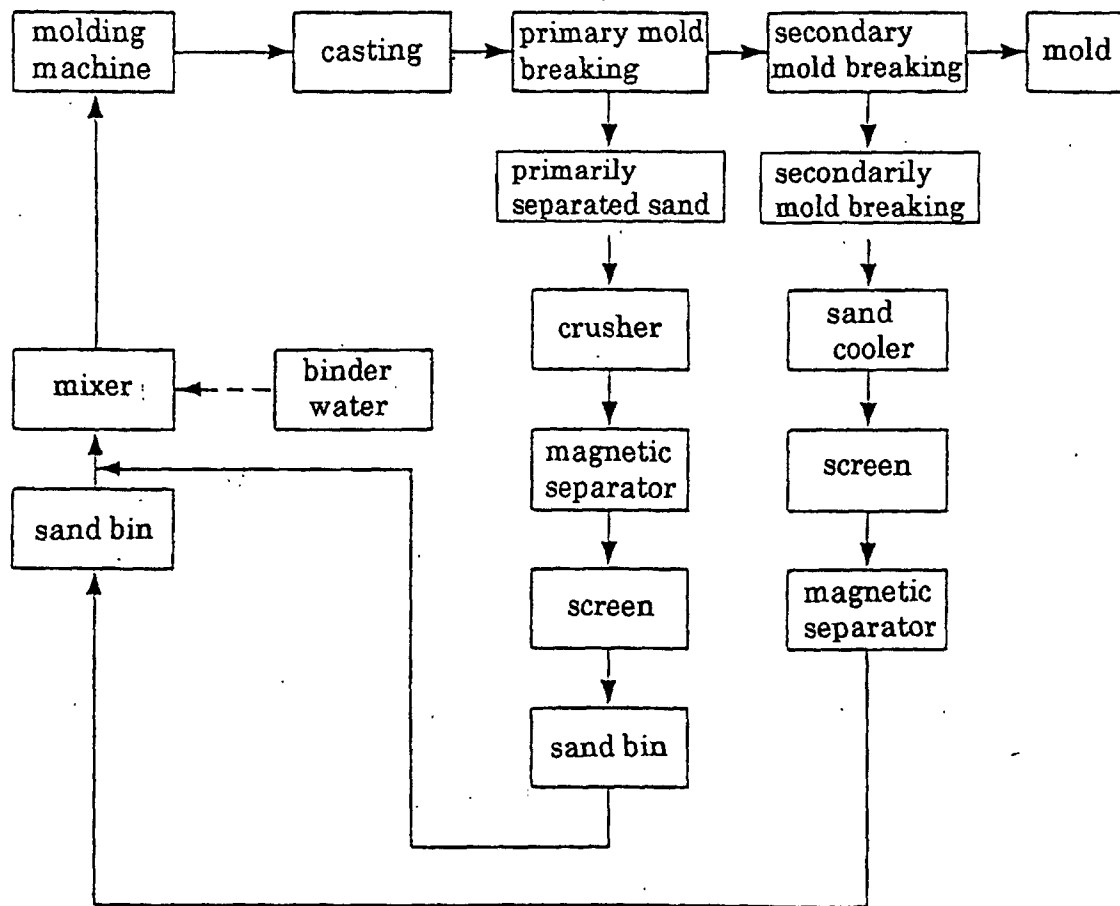 molding
machine
casting
primary mold
breaking
secondary
mold breaking
mold
primarily
separated sand
secondarily
mold breaking
crusher
sand
cooler
mixer
binder
water
magnetic
separator
screen
sand bin
screen
magnetic
separator
sand bin